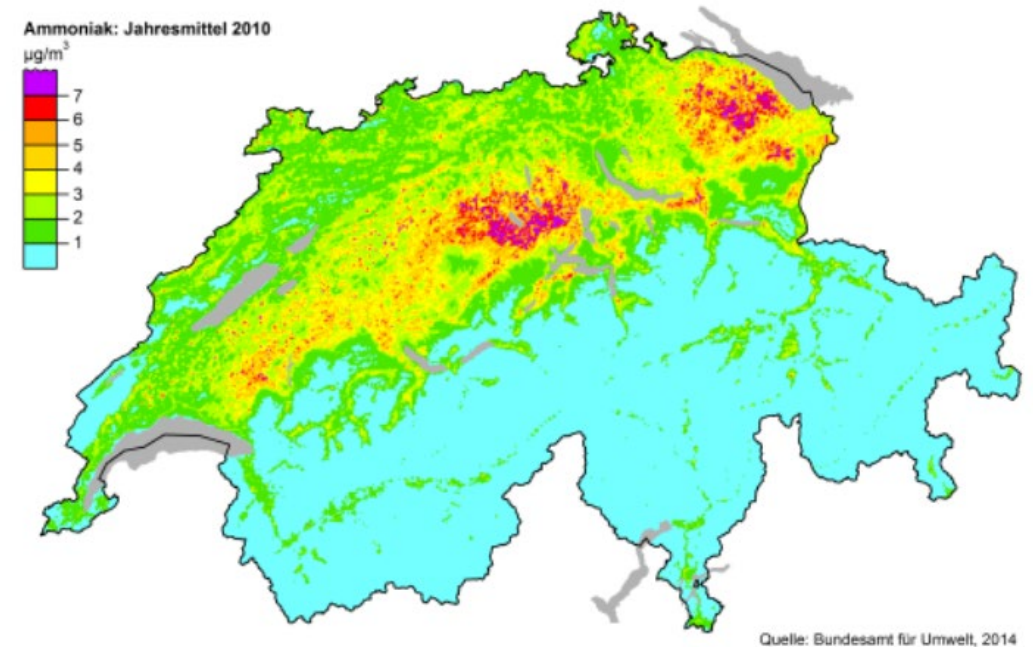 Ammoniak: Jahresmittel 2010
µg/m³
7
6
5
4
3
2
1
Quelle: Bundesamt für Umwelt, 2014